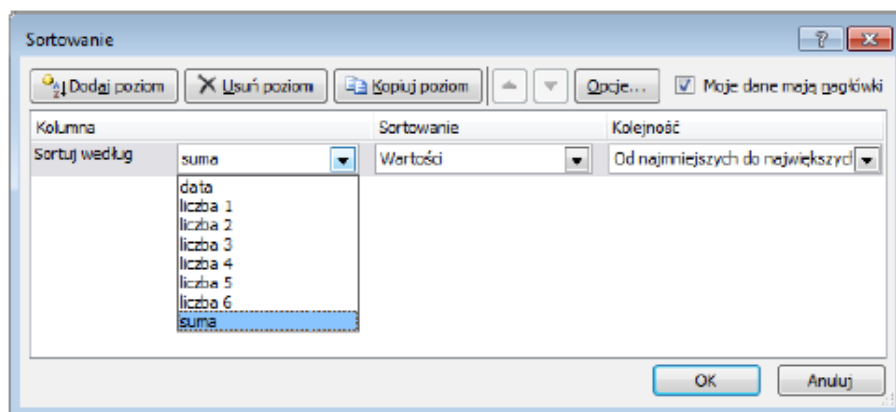 Sortowanie
Dodaj poziom Usuń poziom Kopiuj poziom Opcje... Moje dane mają nagłówki
Kolumna Sortowanie Kolejność
Sortuj według suma Wartości Od najmniejszych do największych
data
liczba 1
liczba 2
liczba 3
liczba 4
liczba 5
liczba 6
suma
OK Anuluj